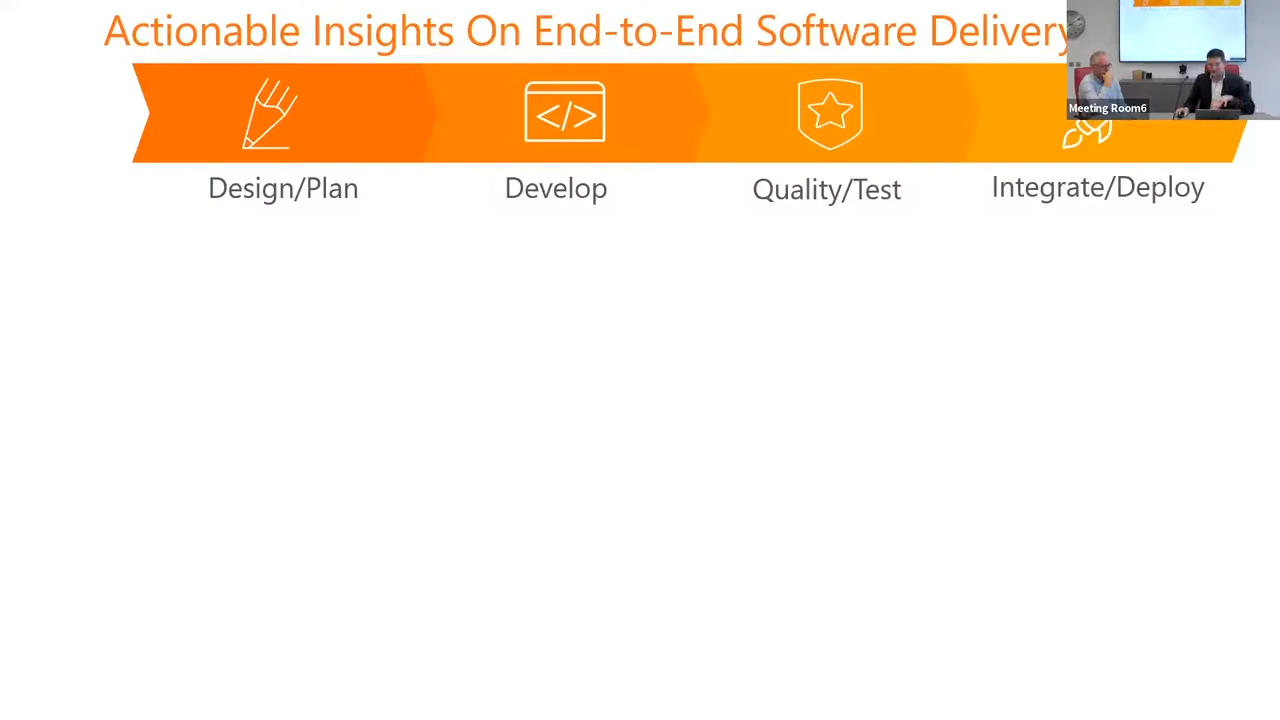 Actionable Insights On End-to-End Software Delivery
Meeting Room6
</>
Design/Plan
Develop
Quality/Test
Integrate/Deploy